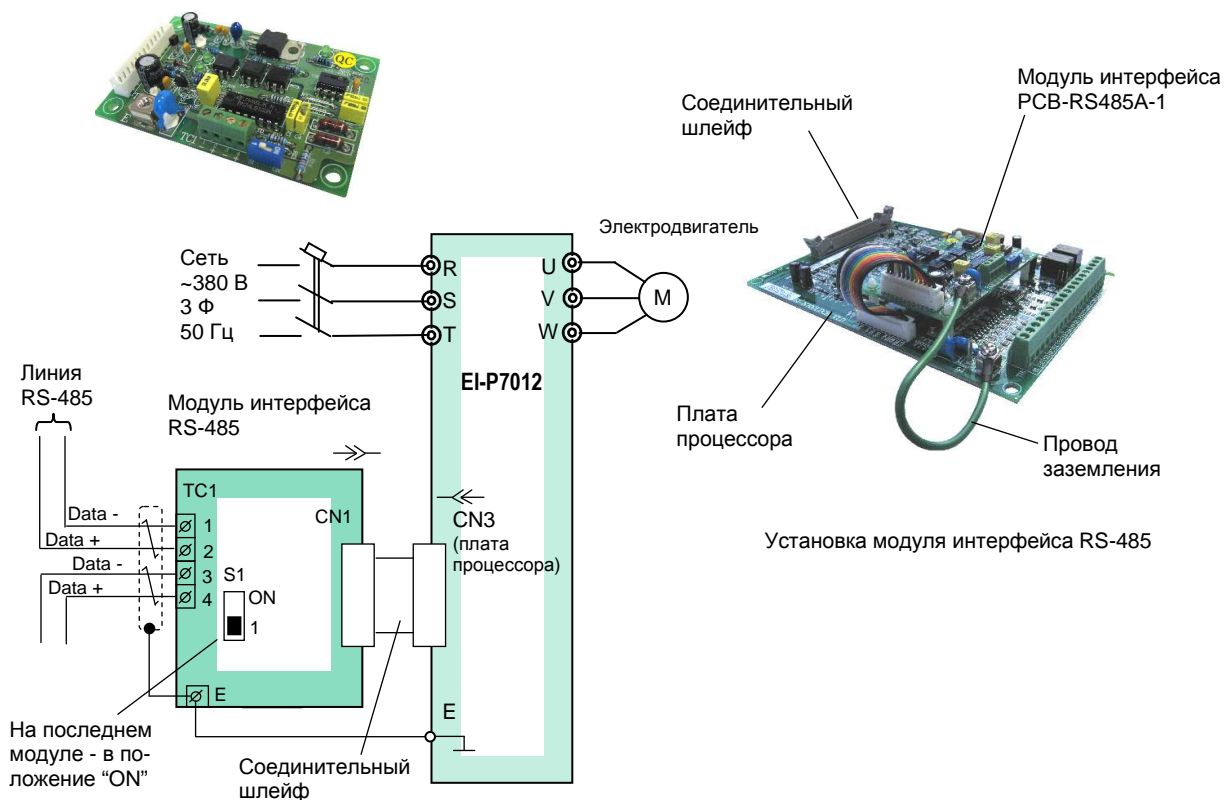 QC
E
TC1
Соединительный
шлейф
Модуль интерфейса
PCB-RS485A-1
Плата
процессора
Провод
заземления
Установка модуля интерфейса RS-485
Сеть
~380 В
3 Ф
50 Гц
R
S
T
U
V
W
Электродвигатель
M
EI-P7012
Линия
RS-485
Модуль интерфейса
RS-485
TC1
Data -
Data +
Data -
Data +
1
2
3
4
S1
ON
1
CN1
CN3
(плата
процессора)
E
E
На последнем
модуле - в по-
ложение “ON”
Соединительный
шлейф